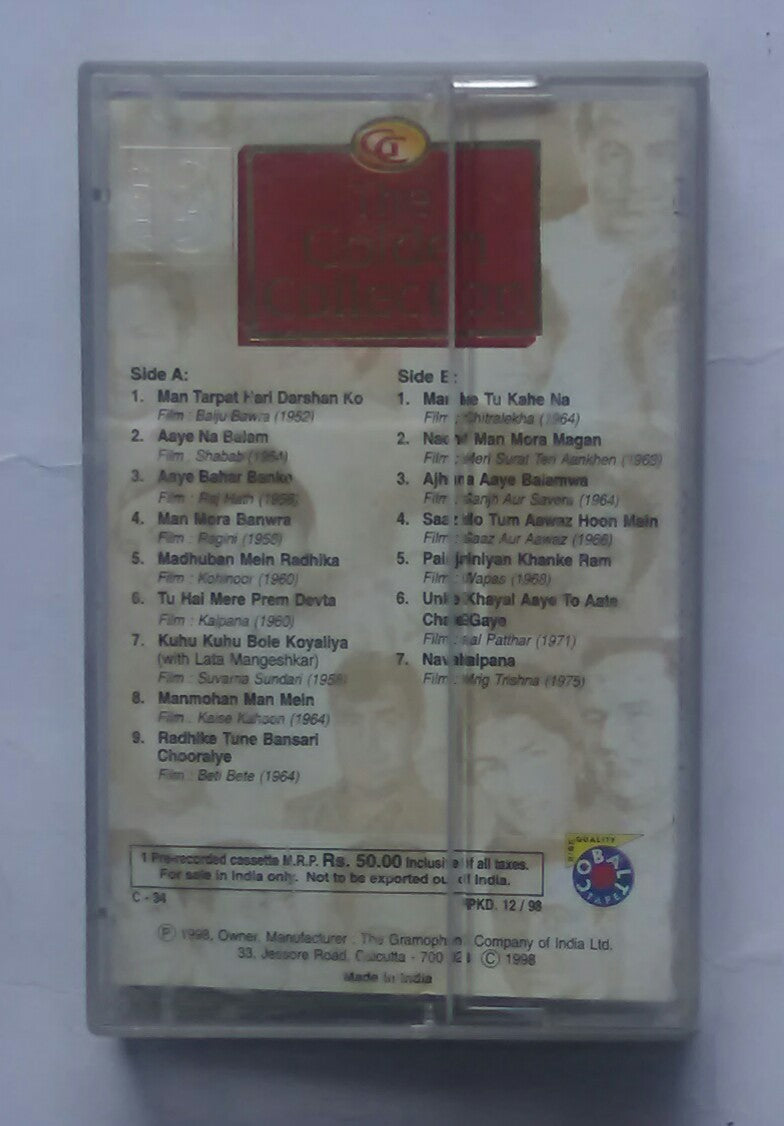 GC
The
Golden
Collection
Side A:
1. Man Tarpat Hari Darshan Ko
Film : Baiju Bawra (1952)
2. Aaye Na Balam
Film : Shabab (1954)
3. Aaye Bahar Banke
Film : Raj Hath (1956)
4. Man Mora Banwra
Film : Ragini (1958)
5. Madhuban Mein Radhika
Film : Kohinoor (1960)
6. Tu Hai Mere Prem Devta
Film : Kalpana (1960)
7. Kuhu Kuhu Bole Koyaliya
(with Lata Mangeshkar)
Film : Suvarna Sundari (1958)
8. Manmohan Man Mein
Film : Kaise Kahoon (1964)
9. Radhike Tune Bansari
Chooraiye
Film : Beti Bete (1964)
Side B:
1. Man Re Tu Kahe Na
Film : Chitralekha (1964)
2. Nache Man Mora Magan
Film : Meri Surat Teri Aankhen (1963)
3. Ajhuna Aaye Balamwa
Film : Sanjh Aur Savera (1964)
4. Saaz Ho Tum Aawaz Hoon Main
Film : Saaz Aur Aawaz (1966)
5. Painjniniyan Khanke Ram
Film : Wapas (1968)
6. Unke Khayal Aaye To Aate
Chale Gaye
Film : Lal Patthar (1971)
7. Navakalpana
Film : Mrig Trishna (1975)
1 Pre-recorded cassette M.R.P. Rs. 50.00 Inclusive of all taxes.
For sale in India only. Not to be exported out of India.
C - 34
PKD. 12 / 98
HIGH QUALITY
COBALT
TAPE
Ⓟ 1998, Owner, Manufacturer : The Gramophone Company of India Ltd.
33, Jessore Road, Calcutta - 700 © 1998
Made in India